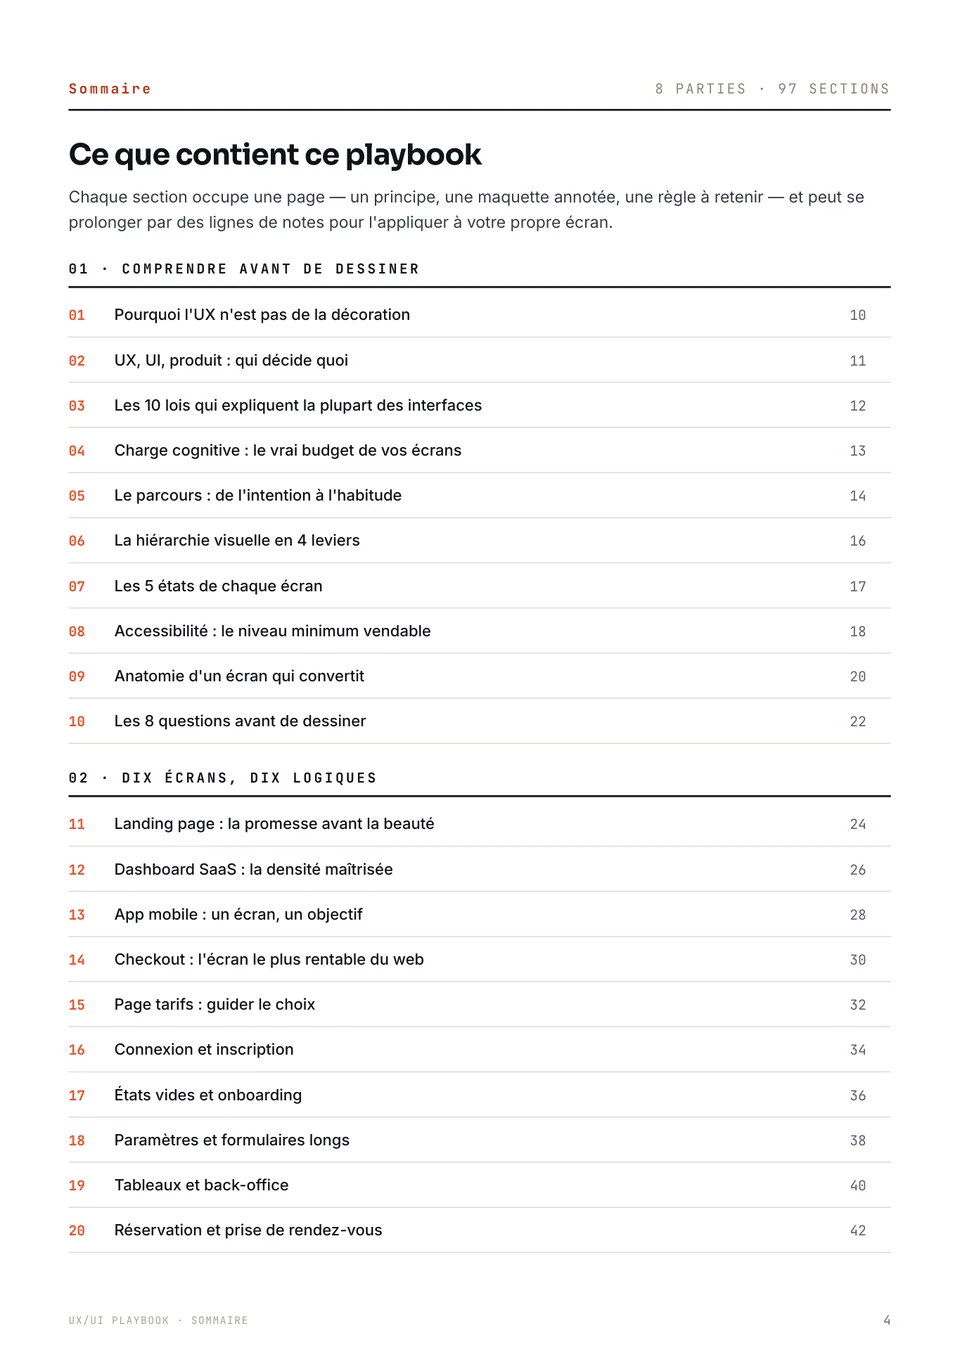 Sommaire
8 PARTIES · 97 SECTIONS
Ce que contient ce playbook
Chaque section occupe une page — un principe, une maquette annotée, une règle à retenir — et peut se
prolonger par des lignes de notes pour l'appliquer à votre propre écran.
01 · COMPRENDRE AVANT DE DESSINER
01 Pourquoi l'UX n'est pas de la décoration 10
02 UX, UI, produit : qui décide quoi 11
03 Les 10 lois qui expliquent la plupart des interfaces 12
04 Charge cognitive : le vrai budget de vos écrans 13
05 Le parcours : de l'intention à l'habitude 14
06 La hiérarchie visuelle en 4 leviers 16
07 Les 5 états de chaque écran 17
08 Accessibilité : le niveau minimum vendable 18
09 Anatomie d'un écran qui convertit 20
10 Les 8 questions avant de dessiner 22
02 · DIX ÉCRANS, DIX LOGIQUES
11 Landing page : la promesse avant la beauté 24
12 Dashboard SaaS : la densité maîtrisée 26
13 App mobile : un écran, un objectif 28
14 Checkout : l'écran le plus rentable du web 30
15 Page tarifs : guider le choix 32
16 Connexion et inscription 34
17 États vides et onboarding 36
18 Paramètres et formulaires longs 38
19 Tableaux et back-office 40
20 Réservation et prise de rendez-vous 42
UX/UI PLAYBOOK · SOMMAIRE
4